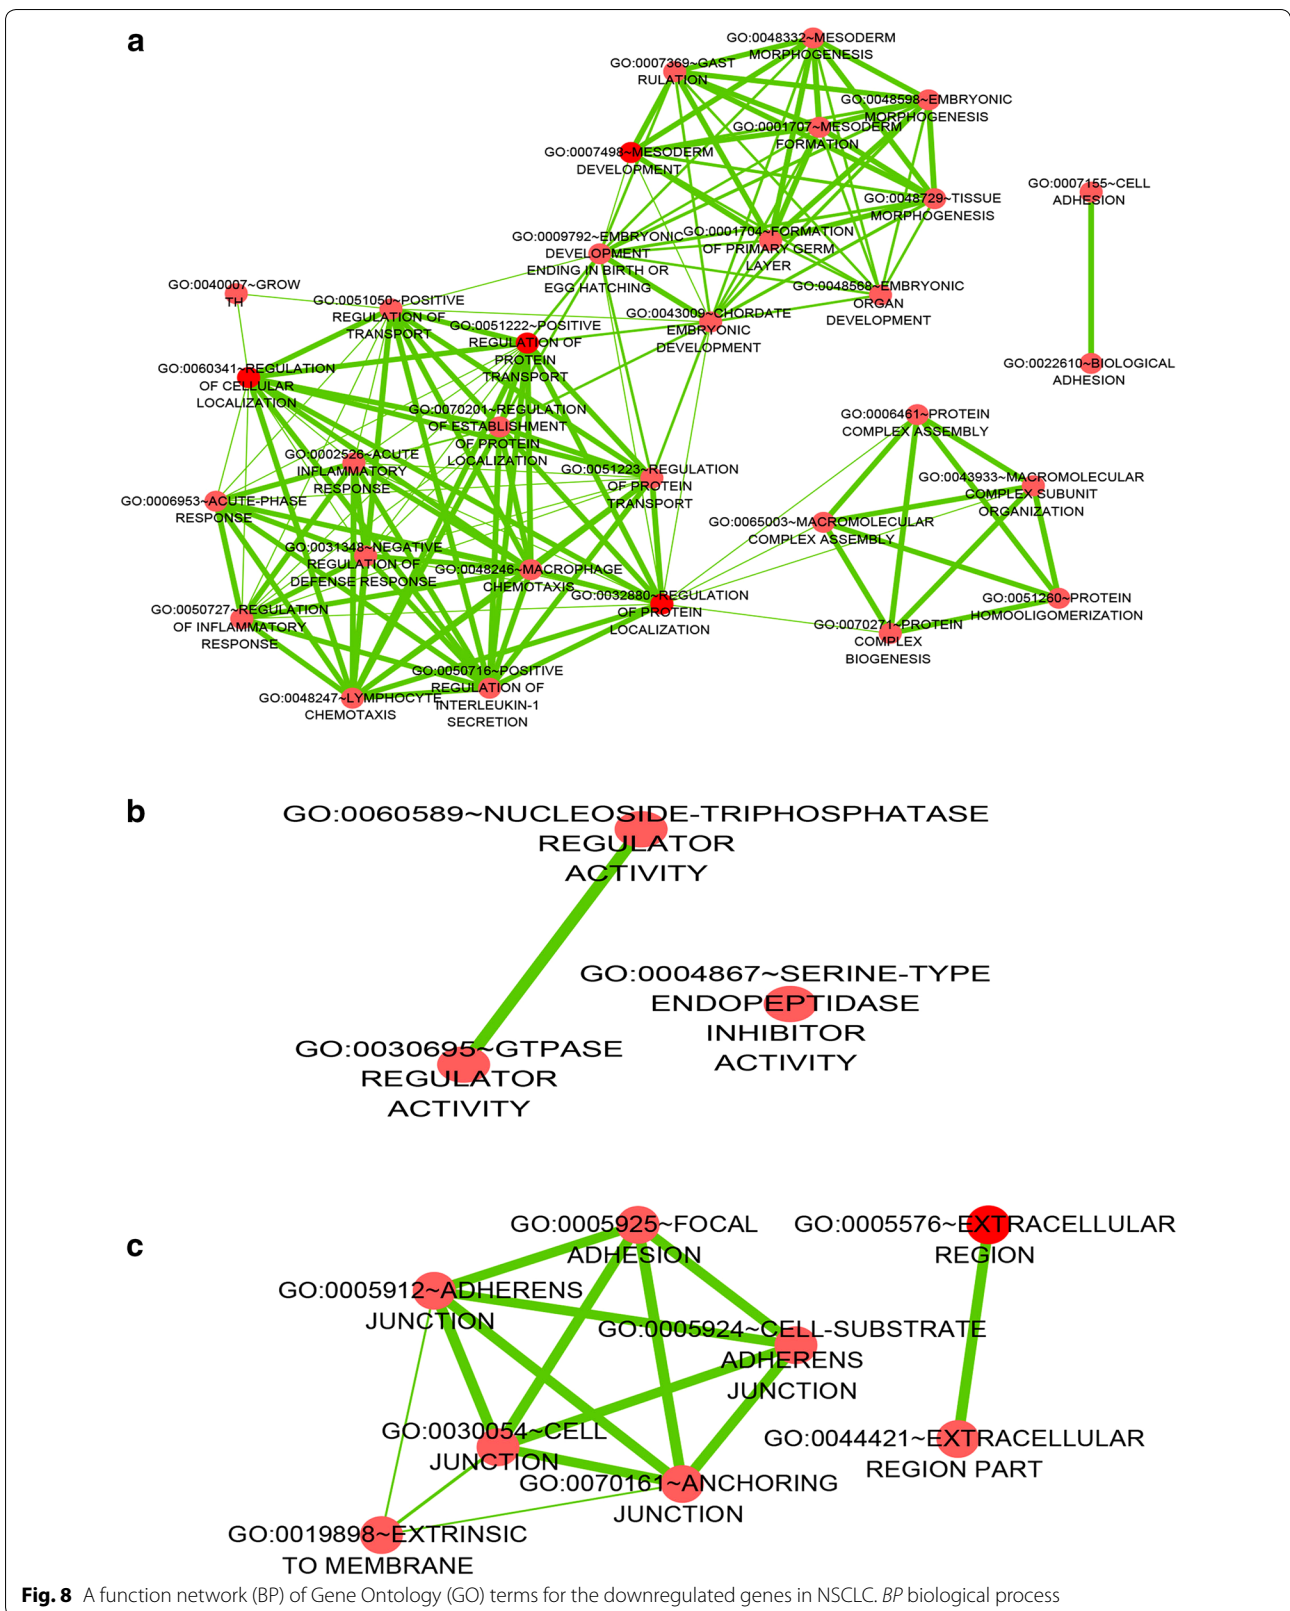 a
GO:0048332~MESODERM
MORPHOGENESIS
GO:0007369~GAST
RULATION
GO:0048598~EMBRYONIC
MORPHOGENESIS
GO:0001707~MESODERM
FORMATION
GO:0007498~MESODERM
DEVELOPMENT
GO:0048729~TISSUE
MORPHOGENESIS
GO:0007155~CELL
ADHESION
GO:0009792~EMBRYONIC
DEVELOPMENT
ENDING IN BIRTH OR
EGG HATCHING
GO:0001704~FORMATION
OF PRIMARY GERM
LAYER
GO:0048568~EMBRYONIC
ORGAN
DEVELOPMENT
GO:0040007~GROW
TH
GO:0051050~POSITIVE
REGULATION OF
TRANSPORT
GO:0043009~CHORDATE
EMBRYONIC
DEVELOPMENT
GO:0051222~POSITIVE
REGULATION OF
PROTEIN
TRANSPORT
GO:0022610~BIOLOGICAL
ADHESION
GO:0060341~REGULATION
OF CELLULAR
LOCALIZATION
GO:0070201~REGULATION
OF ESTABLISHMENT
OF PROTEIN
LOCALIZATION
GO:0006461~PROTEIN
COMPLEX ASSEMBLY
GO:0002526~ACUTE
INFLAMMATORY
RESPONSE
GO:0051223~REGULATION
OF PROTEIN
TRANSPORT
GO:0043933~MACROMOLECULAR
COMPLEX SUBUNIT
ORGANIZATION
GO:0006953~ACUTE-PHASE
RESPONSE
GO:0065003~MACROMOLECULAR
COMPLEX ASSEMBLY
GO:0031348~NEGATIVE
REGULATION OF
DEFENSE RESPONSE
GO:0048246~MACROPHAGE
CHEMOTAXIS
GO:0032880~REGULATION
OF PROTEIN
LOCALIZATION
GO:0051260~PROTEIN
HOMOOLIGOMERIZATION
GO:0050727~REGULATION
OF INFLAMMATORY
RESPONSE
GO:0070271~PROTEIN
COMPLEX
BIOGENESIS
GO:0050716~POSITIVE
REGULATION OF
INTERLEUKIN-1
SECRETION
GO:0048247~LYMPHOCYTE
CHEMOTAXIS
b
GO:0060589~NUCLEOSIDE-TRIPHOSPHATASE
REGULATOR
ACTIVITY
GO:0004867~SERINE-TYPE
ENDOPEPTIDASE
INHIBITOR
ACTIVITY
GO:0030695~GTPASE
REGULATOR
ACTIVITY
c
GO:0005925~FOCAL
ADHESION
GO:0005576~EXTRACELLULAR
REGION
GO:0005912~ADHERENS
JUNCTION
GO:0005924~CELL-SUBSTRATE
ADHERENS
JUNCTION
GO:0030054~CELL
JUNCTION
GO:0044421~EXTRACELLULAR
REGION PART
GO:0070161~ANCHORING
JUNCTION
GO:0019898~EXTRINSIC
TO MEMBRANE
Fig. 8 A function network (BP) of Gene Ontology (GO) terms for the downregulated genes in NSCLC. BP biological process